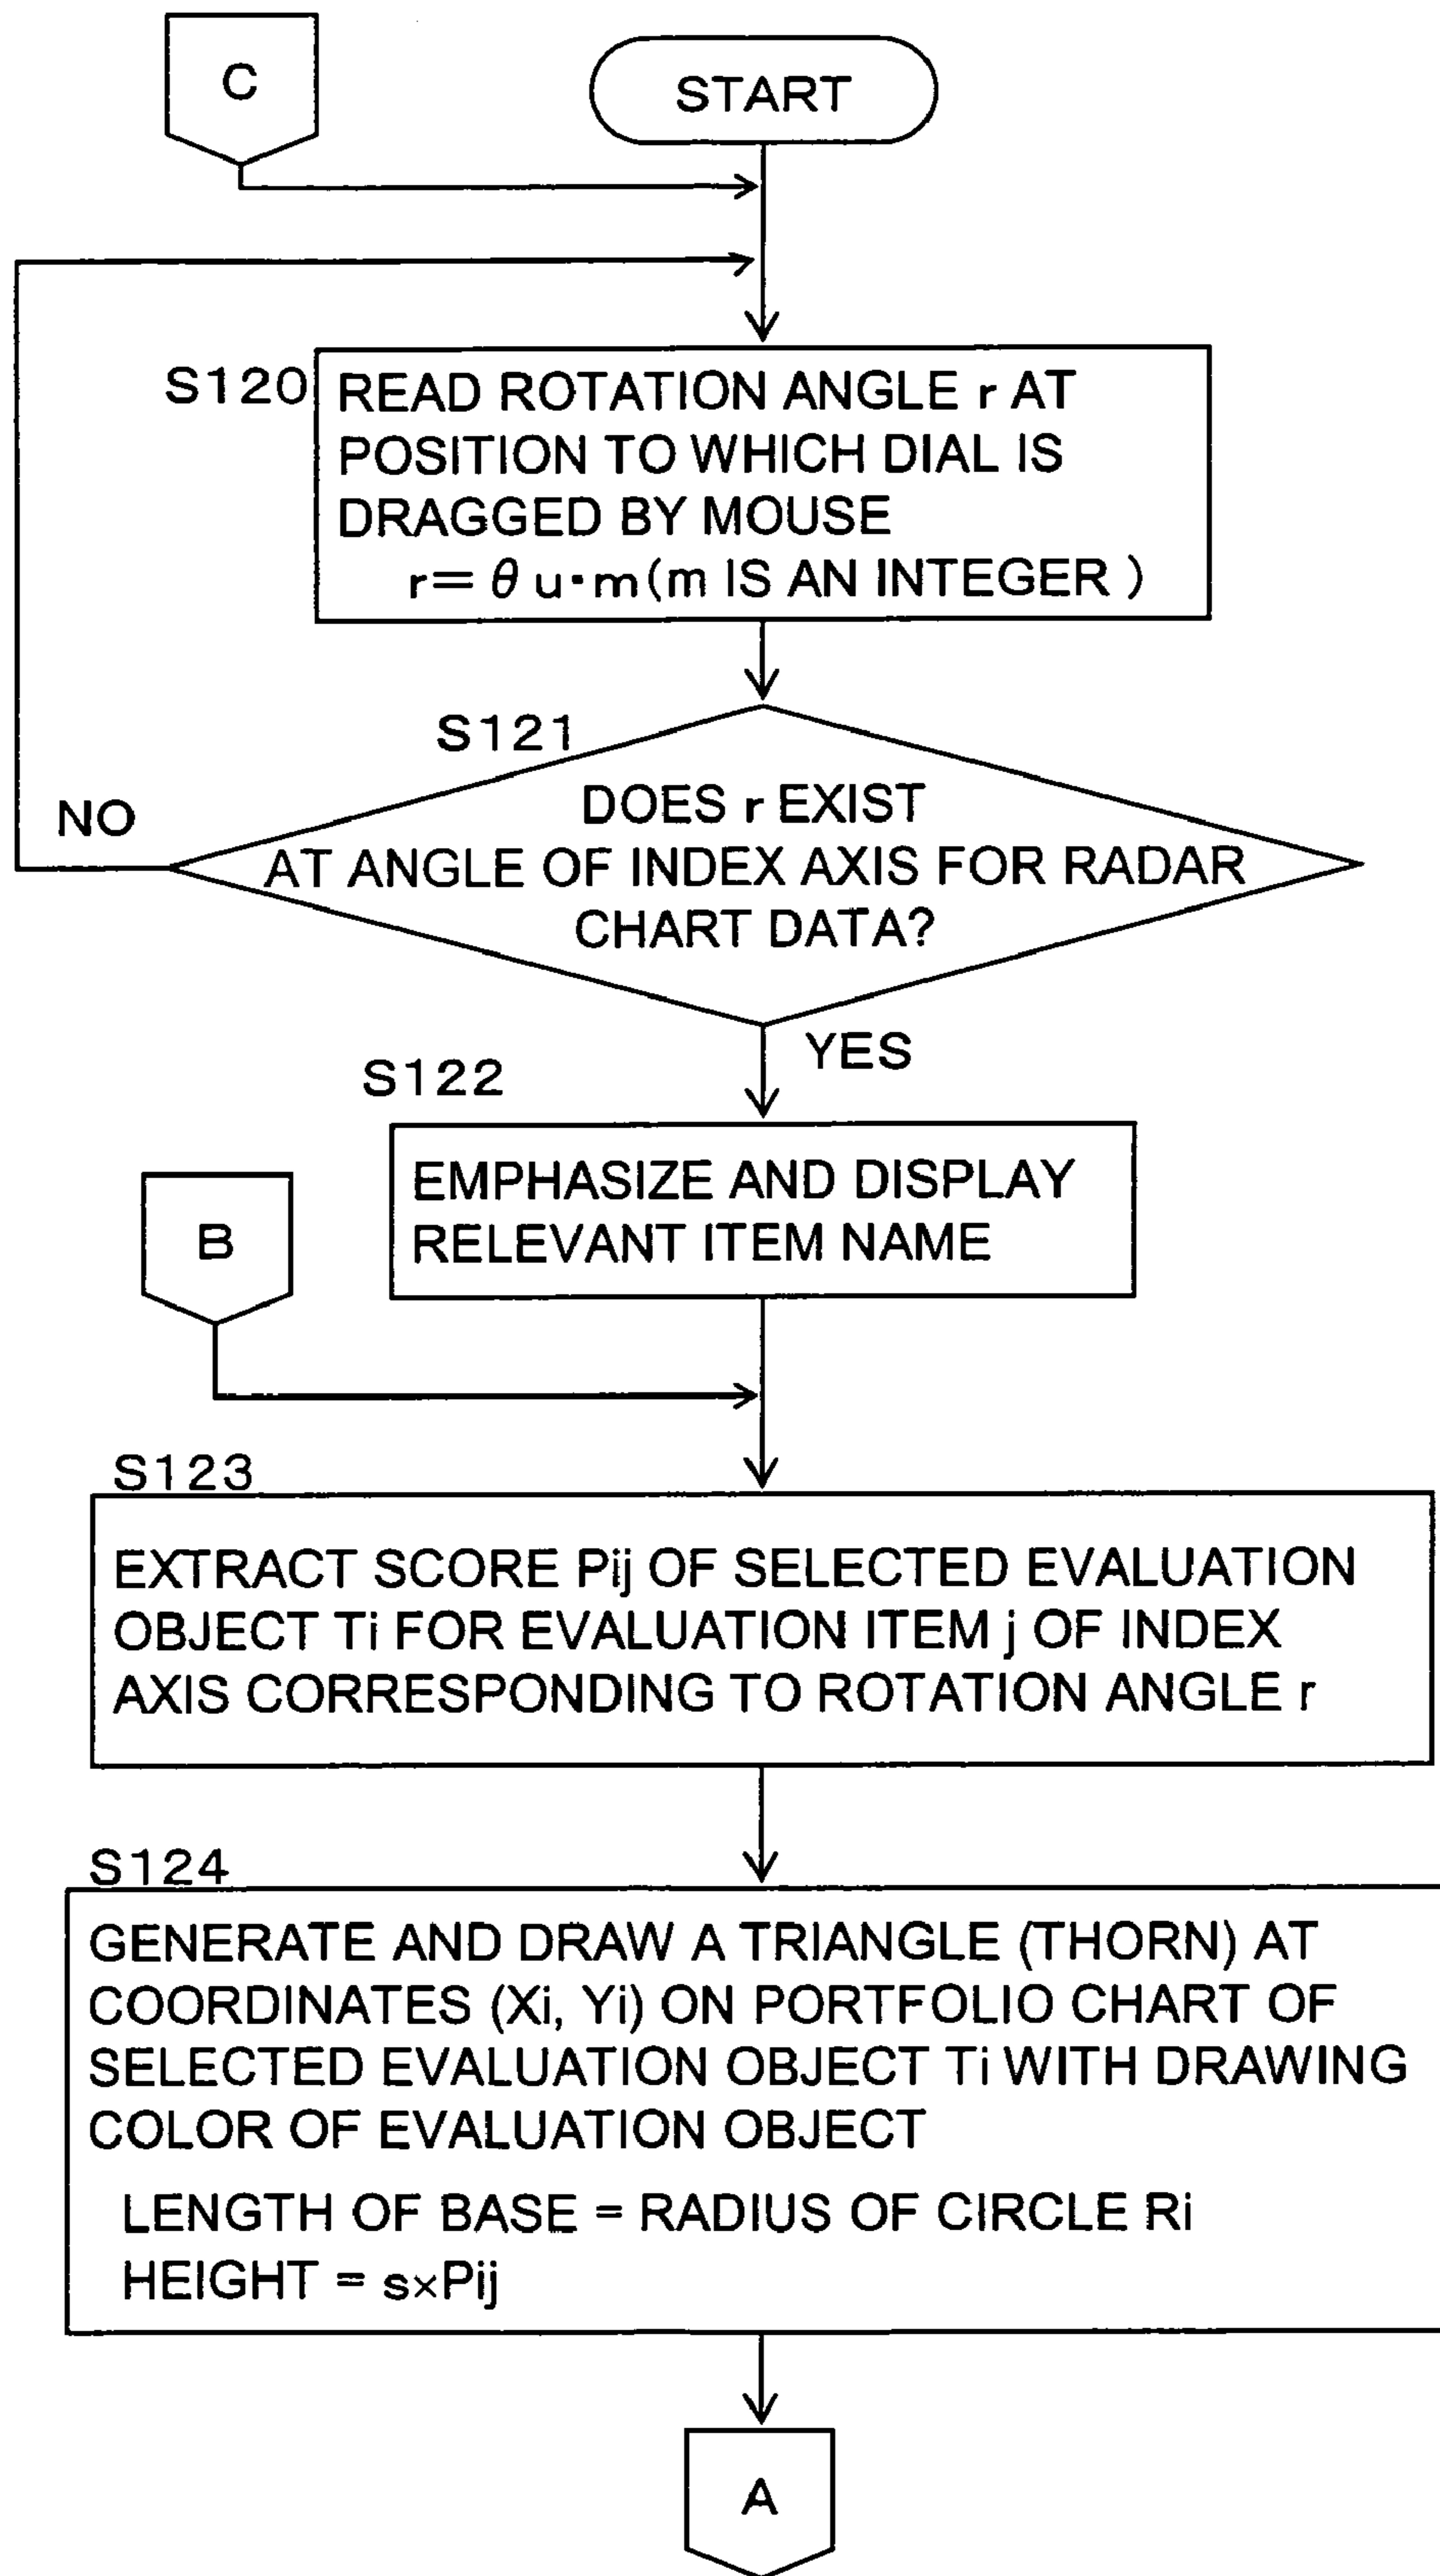 C
START
S120
READ ROTATION ANGLE r AT
POSITION TO WHICH DIAL IS
DRAGGED BY MOUSE
r= θ u·m(m IS AN INTEGER )
S121
NO
DOES r EXIST
AT ANGLE OF INDEX AXIS FOR RADAR
CHART DATA?
YES
S122
EMPHASIZE AND DISPLAY
RELEVANT ITEM NAME
B
S123
EXTRACT SCORE Pij OF SELECTED EVALUATION
OBJECT Ti FOR EVALUATION ITEM j OF INDEX
AXIS CORRESPONDING TO ROTATION ANGLE r
S124
GENERATE AND DRAW A TRIANGLE (THORN) AT
COORDINATES (Xi, Yi) ON PORTFOLIO CHART OF
SELECTED EVALUATION OBJECT Ti WITH DRAWING
COLOR OF EVALUATION OBJECT
LENGTH OF BASE = RADIUS OF CIRCLE Ri
HEIGHT = s×Pij
A